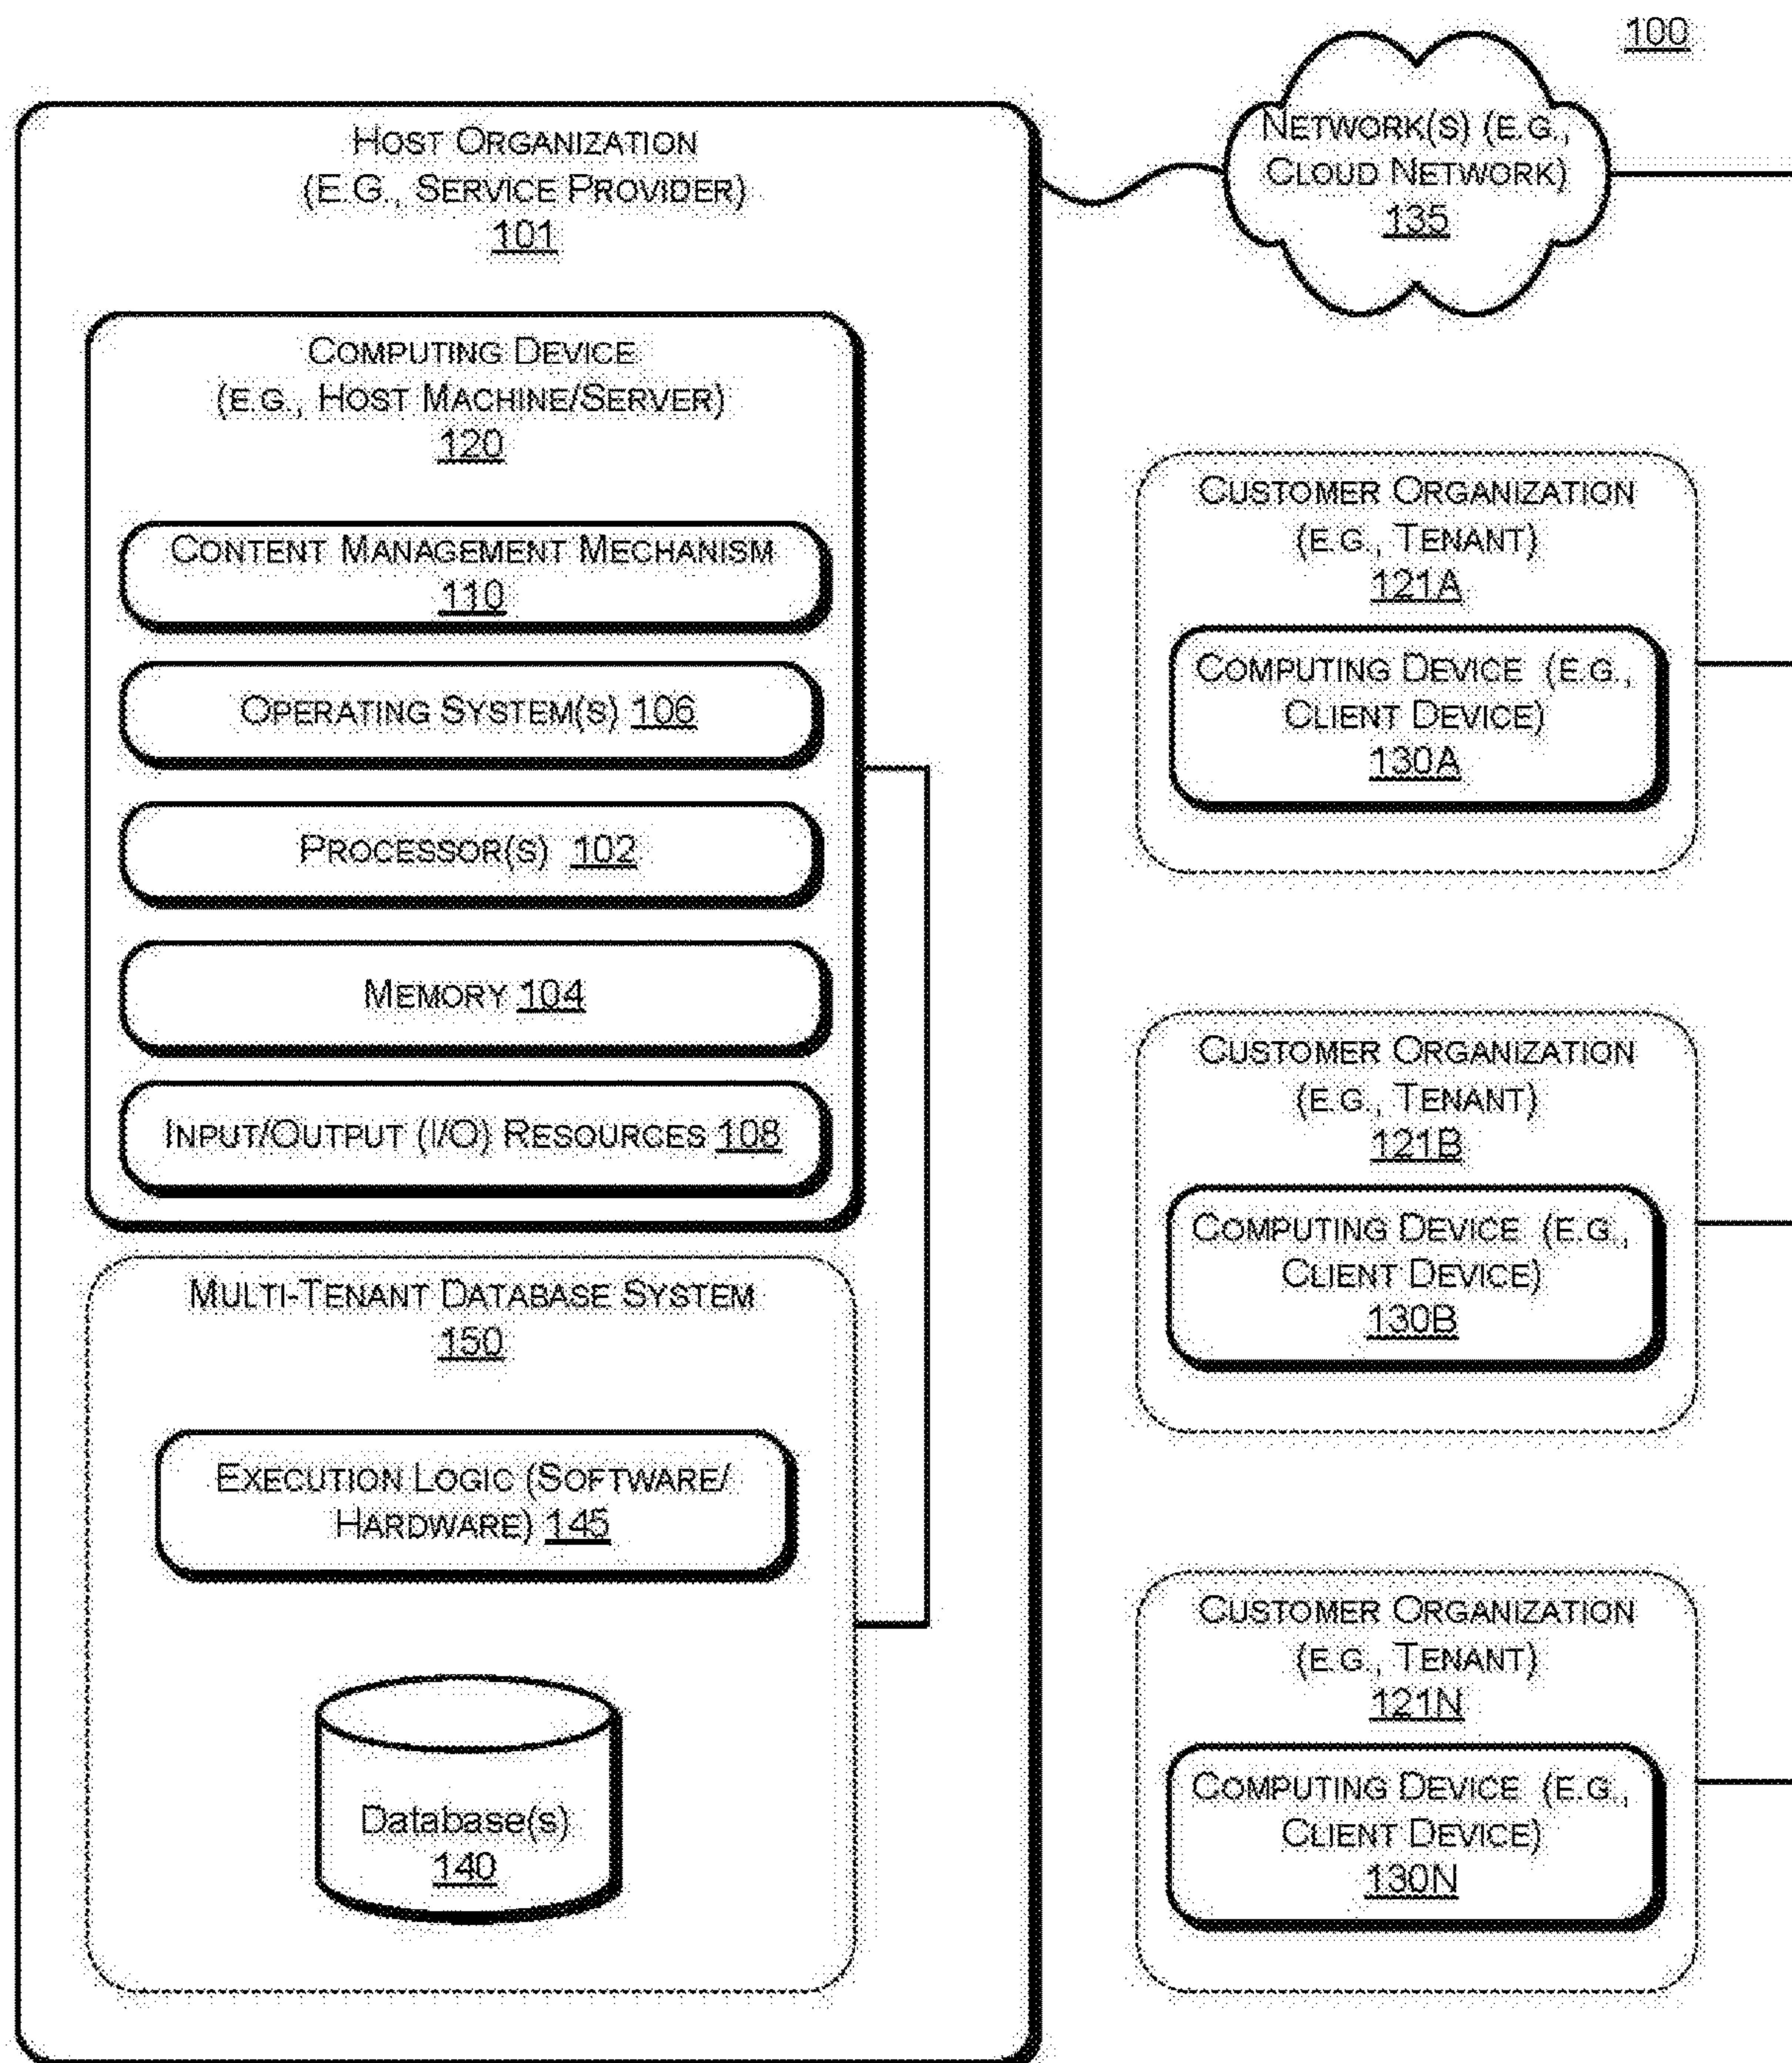 100
HOST ORGANIZATION
(E.G., SERVICE PROVIDER)
101
COMPUTING DEVICE
(E.G., HOST MACHINE/SERVER)
120
CONTENT MANAGEMENT MECHANISM
110
OPERATING SYSTEM(S) 106
PROCESSOR(S) 102
MEMORY 104
INPUT/OUTPUT (I/O) RESOURCES 108
MULTI-TENANT DATABASE SYSTEM
150
EXECUTION LOGIC (SOFTWARE/
HARDWARE) 145
Database(s)
140
NETWORK(S) (E.G.,
CLOUD NETWORK)
135
CUSTOMER ORGANIZATION
(E.G., TENANT)
121A
COMPUTING DEVICE (E.G.,
CLIENT DEVICE)
130A
CUSTOMER ORGANIZATION
(E.G., TENANT)
121B
COMPUTING DEVICE (E.G.,
CLIENT DEVICE)
130B
CUSTOMER ORGANIZATION
(E.G., TENANT)
121N
COMPUTING DEVICE (E.G.,
CLIENT DEVICE)
130N